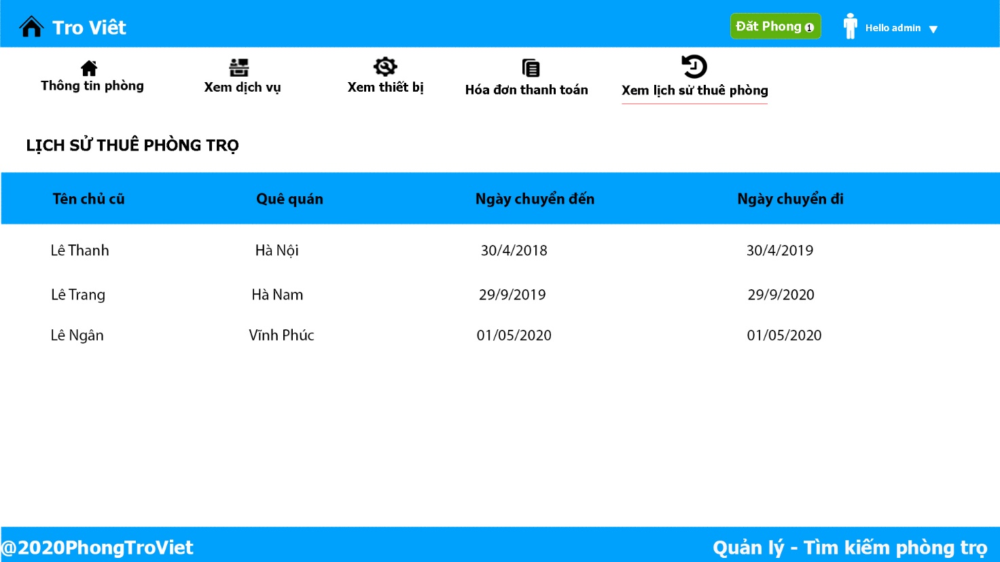 Tro Viêt
Đăt Phong 1
Hello admin
Thông tin phòng
Xem dịch vụ
Xem thiết bị
Hóa đơn thanh toán
Xem lịch sử thuê phòng
LỊCH SỬ THUÊ PHÒNG TRỌ
Tên chủ cũ Quê quán Ngày chuyển đến Ngày chuyển đi
Lê Thanh Hà Nội 30/4/2018 30/4/2019
Lê Trang Hà Nam 29/9/2019 29/9/2020
Lê Ngân Vĩnh Phúc 01/05/2020 01/05/2020
@2020PhongTroViet
Quản lý - Tìm kiếm phòng trọ